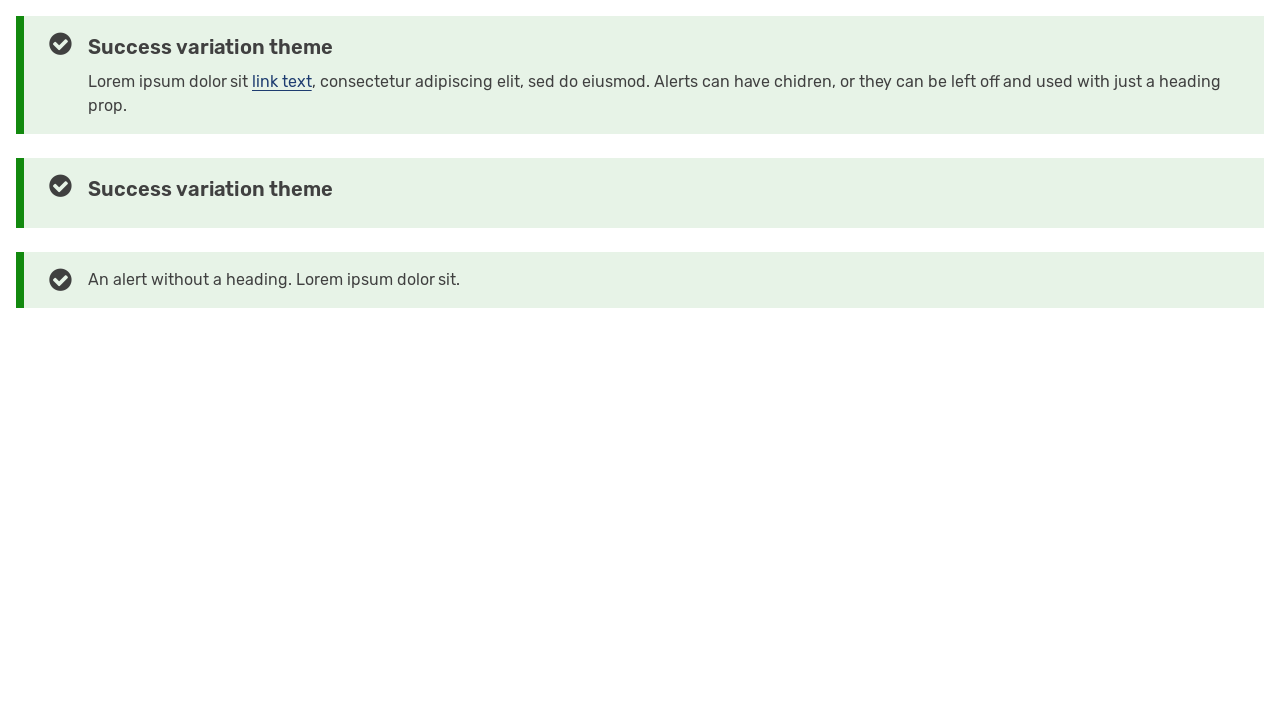 Success variation theme
Lorem ipsum dolor sit link text, consectetur adipiscing elit, sed do eiusmod. Alerts can have chidren, or they can be left off and used with just a heading
prop.
Success variation theme
An alert without a heading. Lorem ipsum dolor sit.